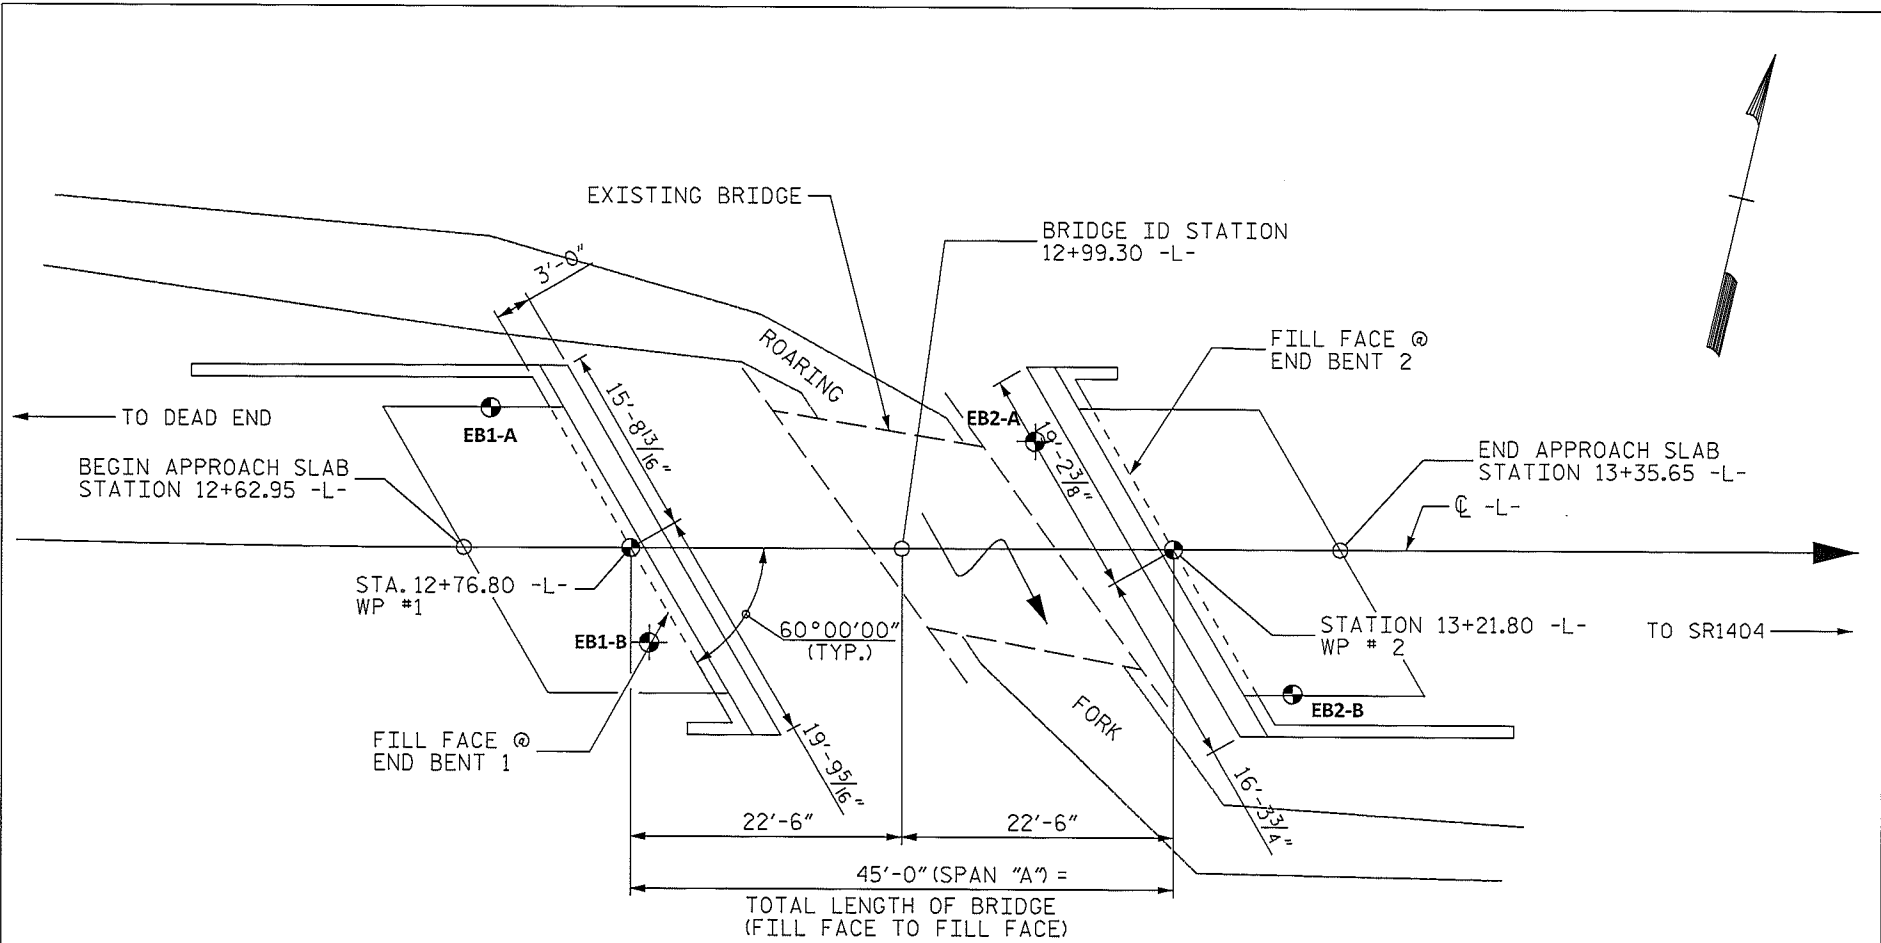 EXISTING BRIDGE
BRIDGE ID STATION
12+99.30 -L-
3'-0"
ROARING
FILL FACE @
END BENT 2
15'-8 13/16"
TO DEAD END
EB1-A
EB2-A
19'-2 3/8"
BEGIN APPROACH SLAB
STATION 12+62.95 -L-
END APPROACH SLAB
STATION 13+35.65 -L-
℄ -L-
STA. 12+76.80 -L-
WP #1
EB1-B
60°00'00"
(TYP.)
STATION 13+21.80 -L-
WP # 2
TO SR1404
FORK
EB2-B
FILL FACE @
END BENT 1
19'-9 5/16"
16'-3 3/4"
22'-6"
22'-6"
45'-0" (SPAN "A") =
TOTAL LENGTH OF BRIDGE
(FILL FACE TO FILL FACE)